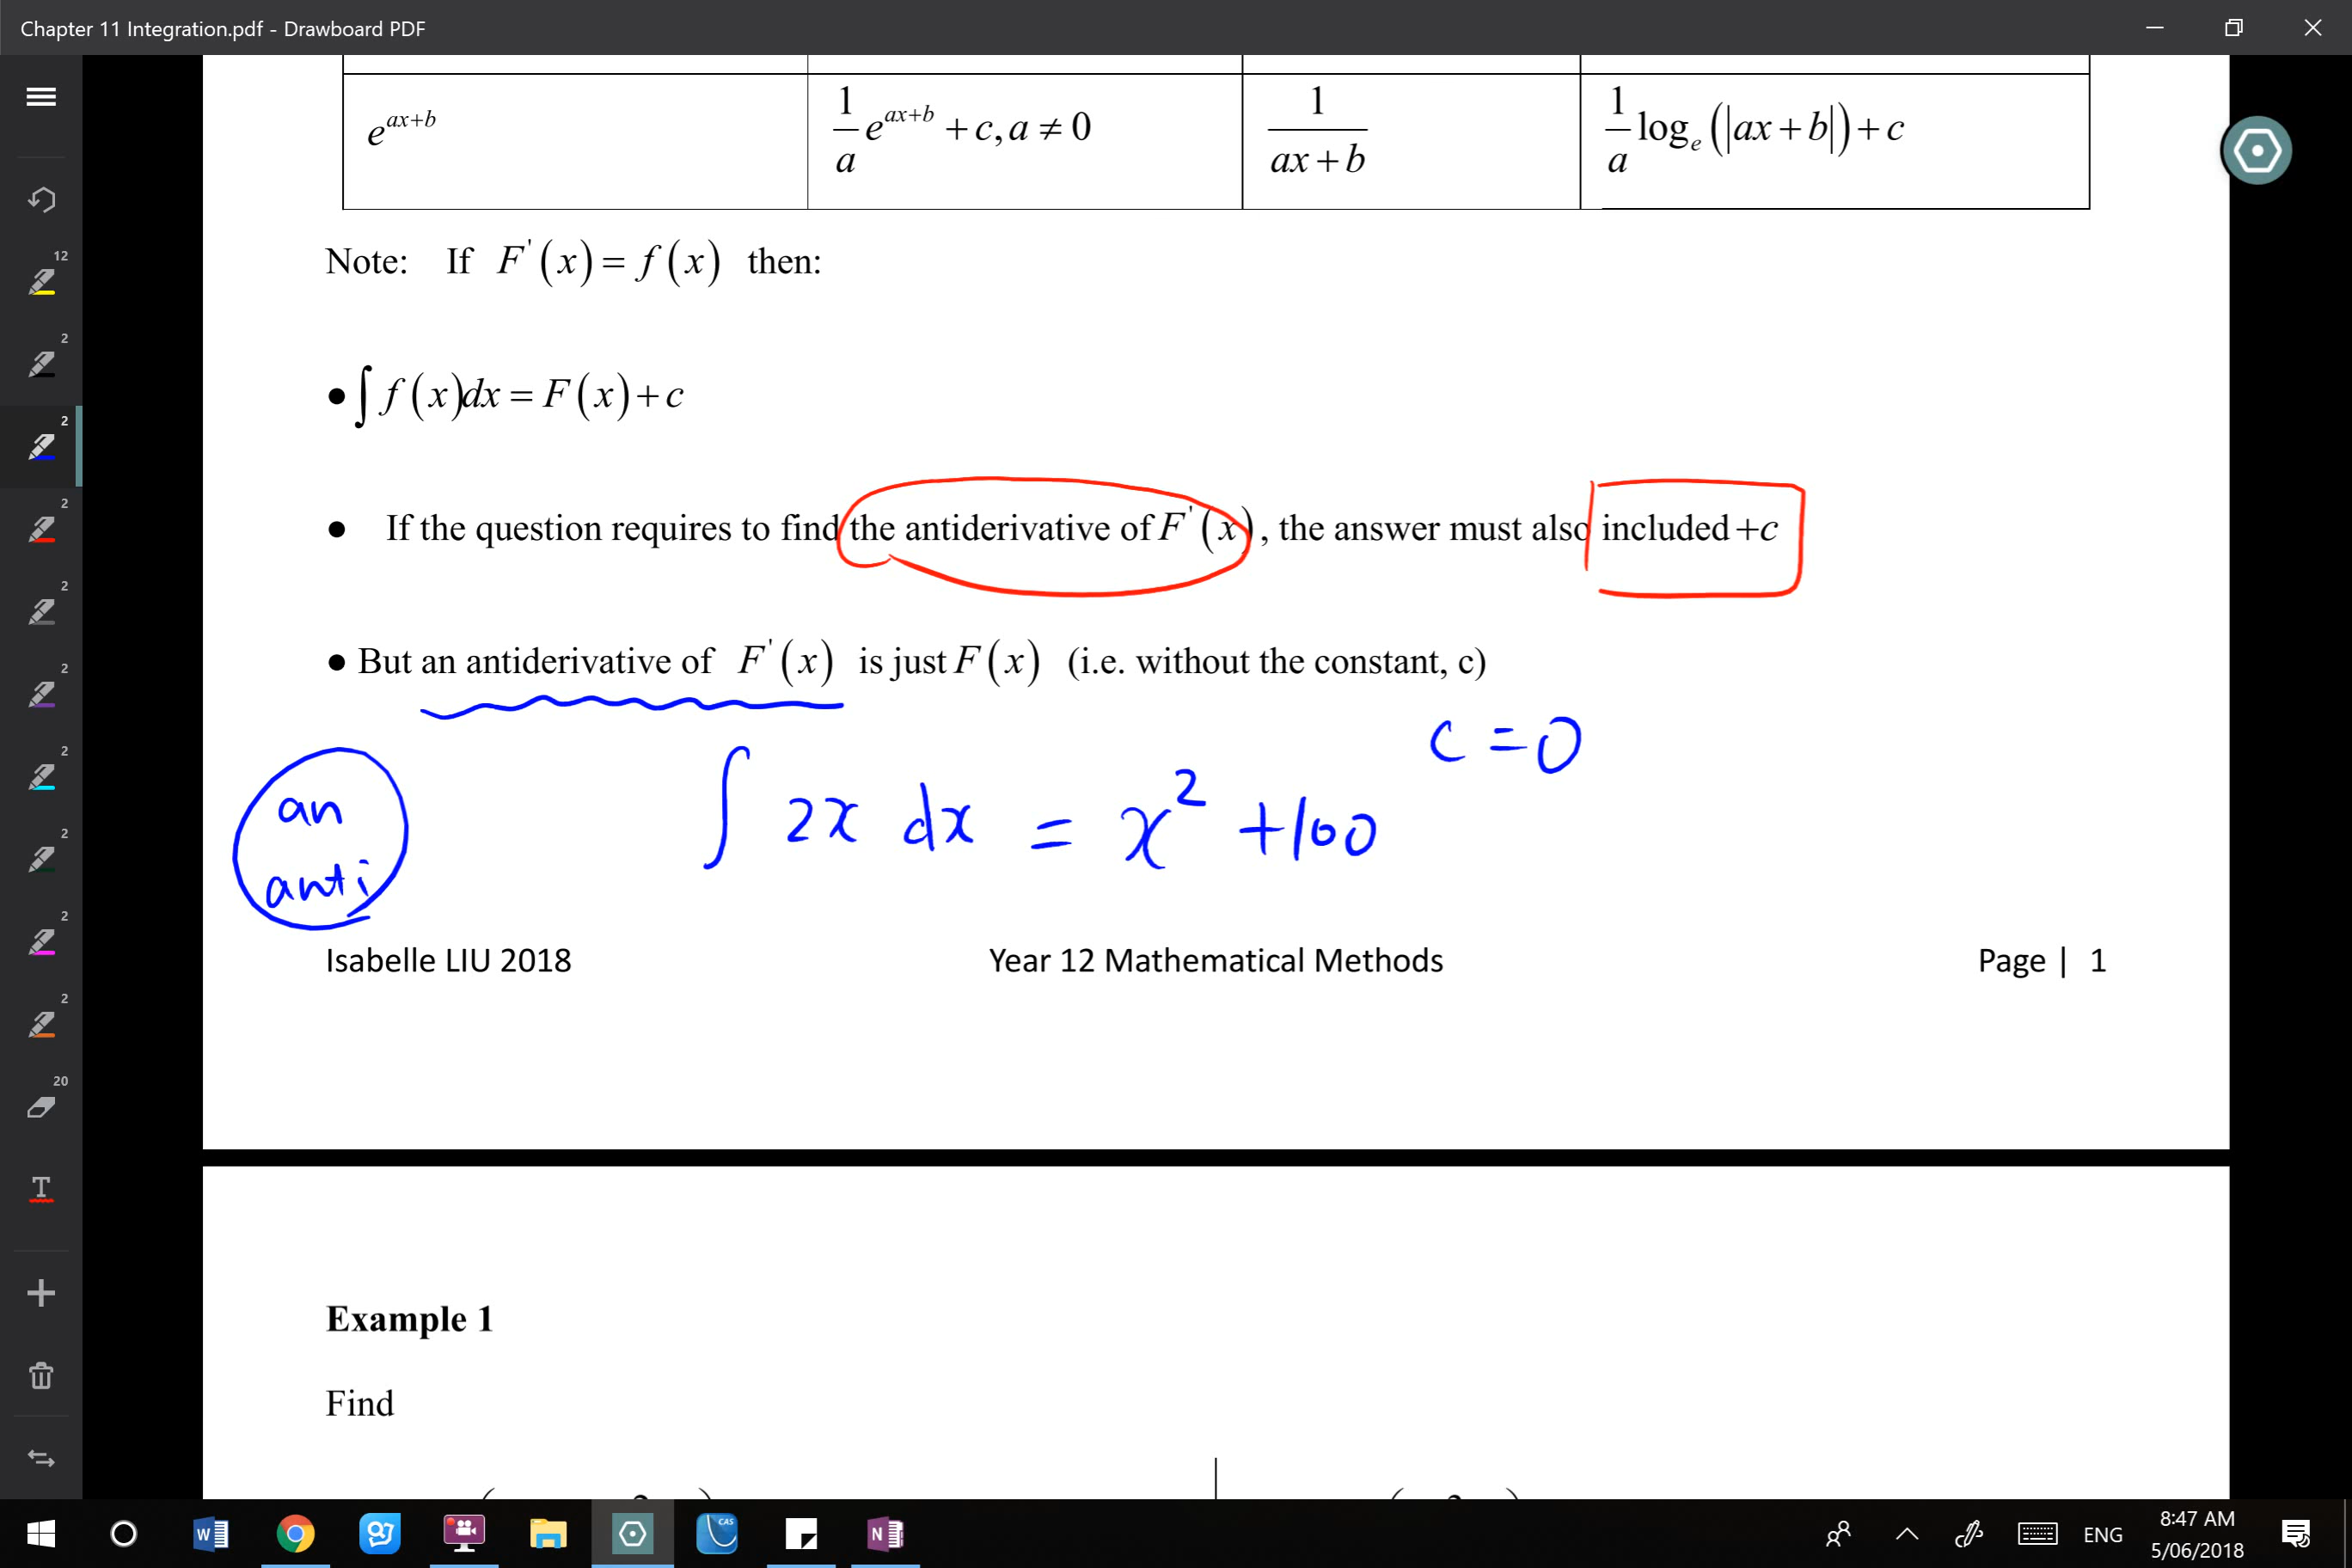 Chapter 11 Integration.pdf - Drawboard PDF
e^{ax+b} 1/a e^{ax+b} + c, a ≠ 0 1/(ax+b) 1/a log_e(|ax+b|)+c
12
Note: If F'(x) = f(x) then:
2
● ∫ f(x)dx = F(x)+c
2
2
● If the question requires to find the antiderivative of F'(x), the answer must also included +c
2
● But an antiderivative of F'(x) is just F(x) (i.e. without the constant, c)
2
c = 0
2
an
∫ 2x dx = x² +100
2
anti
2
Isabelle LIU 2018 Year 12 Mathematical Methods Page | 1
2
20
T
Example 1
Find
W CAS N ENG 8:47 AM
5/06/2018